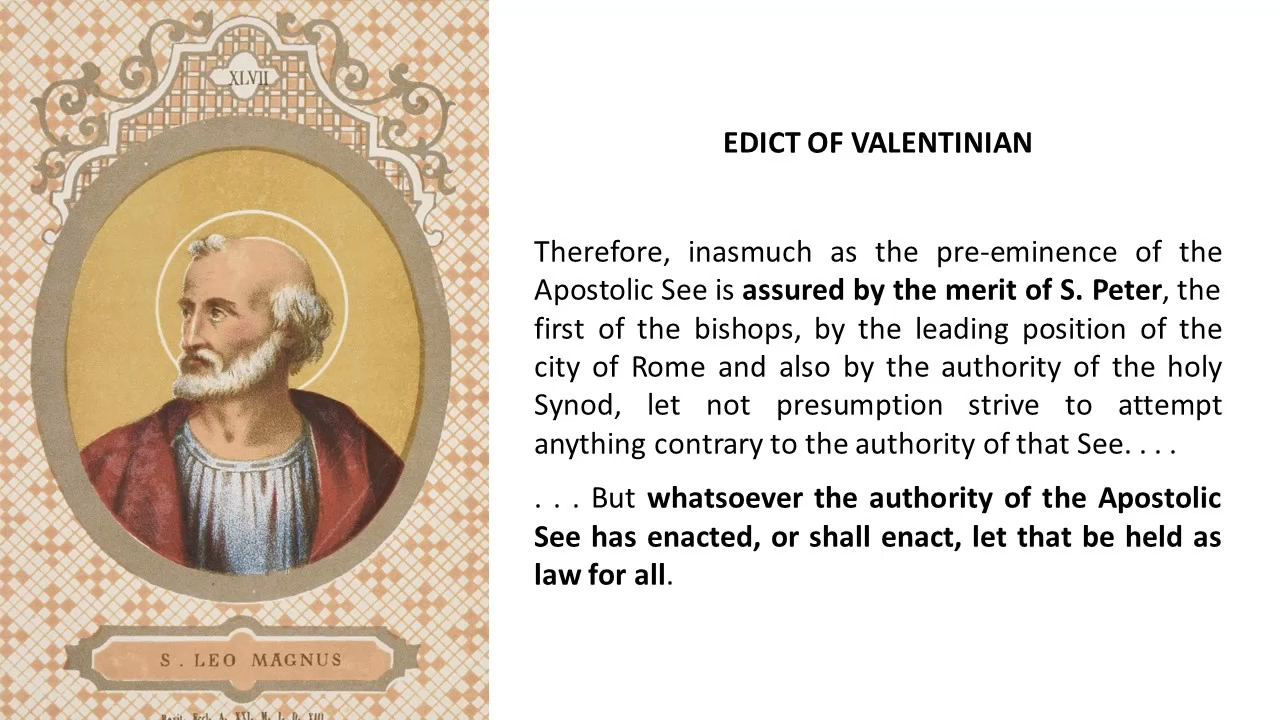 XLVII
S. LEO MAGNUS
EDICT OF VALENTINIAN
Therefore, inasmuch as the pre-eminence of the
Apostolic See is assured by the merit of S. Peter, the
first of the bishops, by the leading position of the
city of Rome and also by the authority of the holy
Synod, let not presumption strive to attempt
anything contrary to the authority of that See. . . .
. . . But whatsoever the authority of the Apostolic
See has enacted, or shall enact, let that be held as
law for all.